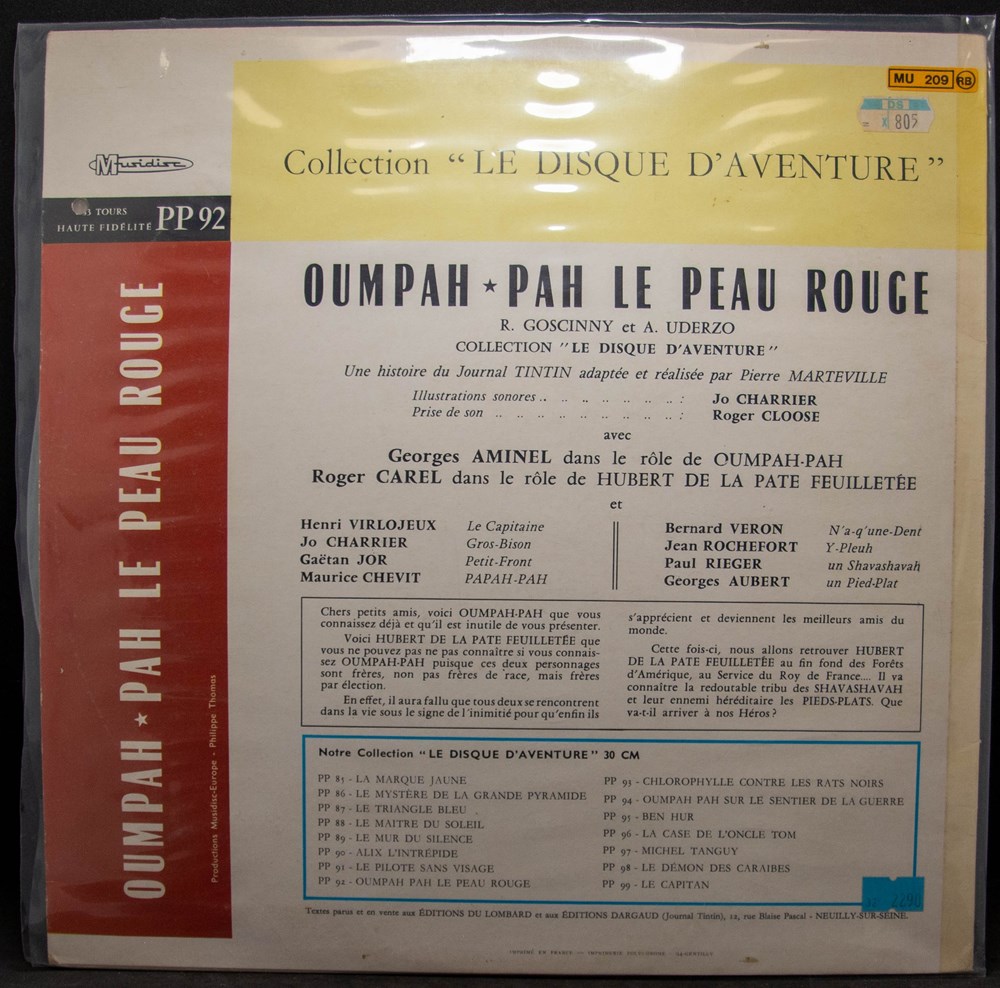 MU 209 RB
DS
805
Musidisc
Collection “LE DISQUE D’AVENTURE”
33 TOURS
HAUTE FIDÉLITÉ PP 92
OUMPAH ★ PAH LE PEAU ROUGE
Productions Musidisc-Europe - Philippe Thomas
OUMPAH ★ PAH LE PEAU ROUGE
R. GOSCINNY et A. UDERZO
COLLECTION "LE DISQUE D'AVENTURE"
Une histoire du Journal TINTIN adaptée et réalisée par Pierre MARTEVILLE
Illustrations sonores .. .. .. .. .. .. : Jo CHARRIER
Prise de son .. .. .. .. .. .. .. .. .. : Roger CLOOSE
avec
Georges AMINEL dans le rôle de OUMPAH-PAH
Roger CAREL dans le rôle de HUBERT DE LA PATE FEUILLETÉE
et
Henri VIRLOJEUX Le Capitaine
Jo CHARRIER Gros-Bison
Gaëtan JOR Petit-Front
Maurice CHEVIT PAPAH-PAH
Bernard VERON N'a-q'une-Dent
Jean ROCHEFORT Y-Pleuh
Paul RIEGER un Shavashavah
Georges AUBERT un Pied-Plat
Chers petits amis, voici OUMPAH-PAH que vous
connaissez déjà et qu'il est inutile de vous présenter.
Voici HUBERT DE LA PATE FEUILLETÉE que
vous ne pouvez pas ne pas connaître si vous connais-
sez OUMPAH-PAH puisque ces deux personnages
sont frères, non pas frères de race, mais frères
par élection.
En effet, il aura fallu que tous deux se rencontrent
dans la vie sous le signe de l'inimitié pour qu'enfin ils
s'apprécient et deviennent les meilleurs amis du
monde.
Cette fois-ci, nous allons retrouver HUBERT
DE LA PATE FEUILLETÉE au fin fond des Forêts
d'Amérique, au Service du Roy de France.... Il va
connaître la redoutable tribu des SHAVASHAVAH
et leur ennemi héréditaire les PIEDS-PLATS. Que
va-t-il arriver à nos Héros ?
Notre Collection "LE DISQUE D'AVENTURE" 30 CM
PP 85 - LA MARQUE JAUNE
PP 86 - LE MYSTÈRE DE LA GRANDE PYRAMIDE
PP 87 - LE TRIANGLE BLEU
PP 88 - LE MAITRE DU SOLEIL
PP 89 - LE MUR DU SILENCE
PP 90 - ALIX L'INTRÉPIDE
PP 91 - LE PILOTE SANS VISAGE
PP 92 - OUMPAH PAH LE PEAU ROUGE
PP 93 - CHLOROPHYLLE CONTRE LES RATS NOIRS
PP 94 - OUMPAH PAH SUR LE SENTIER DE LA GUERRE
PP 95 - BEN HUR
PP 96 - LA CASE DE L'ONCLE TOM
PP 97 - MICHEL TANGUY
PP 98 - LE DÉMON DES CARAIBES
PP 99 - LE CAPITAN
2290
Textes parus et en vente aux ÉDITIONS DU LOMBARD et aux ÉDITIONS DARGAUD (Journal Tintin), 12, rue Blaise Pascal - NEUILLY-SUR-SEINE.
IMPRIMÉ EN FRANCE — IMPRIMERIE